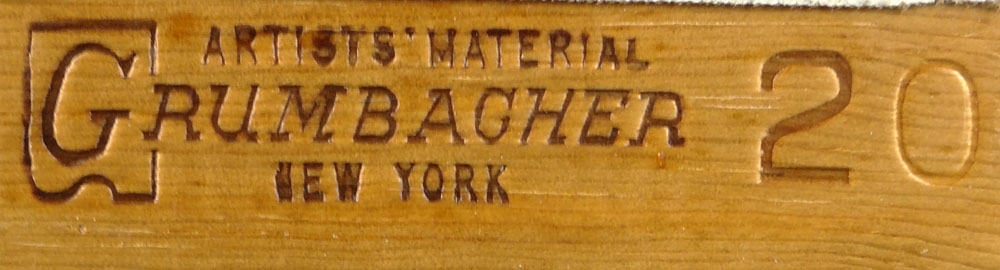 ARTISTS' MATERIAL
GRUMBACHER 20
NEW YORK